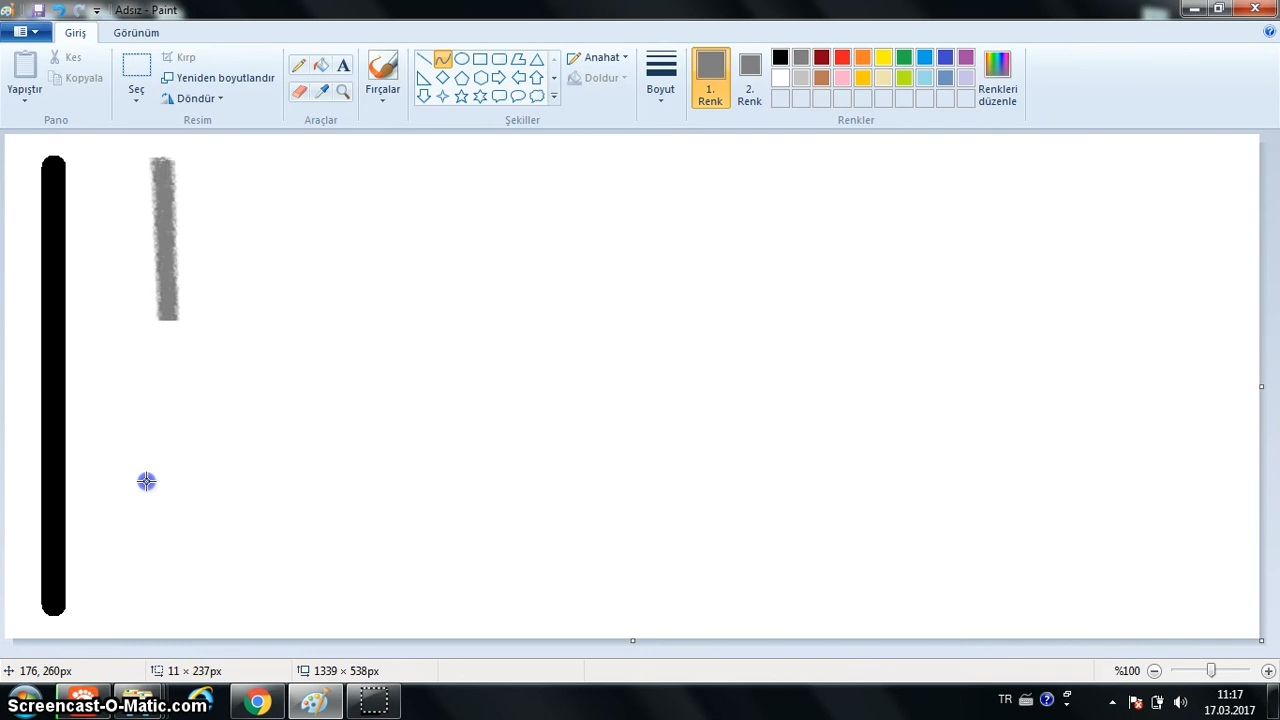 Adsız - Paint
Giriş Görünüm
Yapıştır
Kes
Kopyala
Pano
Seç
Kırp
Yeniden boyutlandır
Döndür
Resim
A
Araçlar
Fırçalar
Anahat
Doldur
Şekiller
Boyut
1.
Renk
2.
Renk
Renkleri
düzenle
Renkler
176, 260px 11 × 237px 1339 × 538px %100
TR
11:17
17.03.2017
Screencast-O-Matic.com